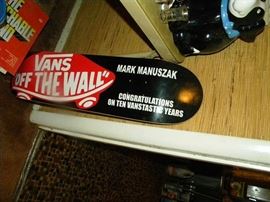 VANS
"OFF THE WALL"
MARK MANUSZAK
CONGRATULATIONS
ON TEN VANSTASTIC YEARS